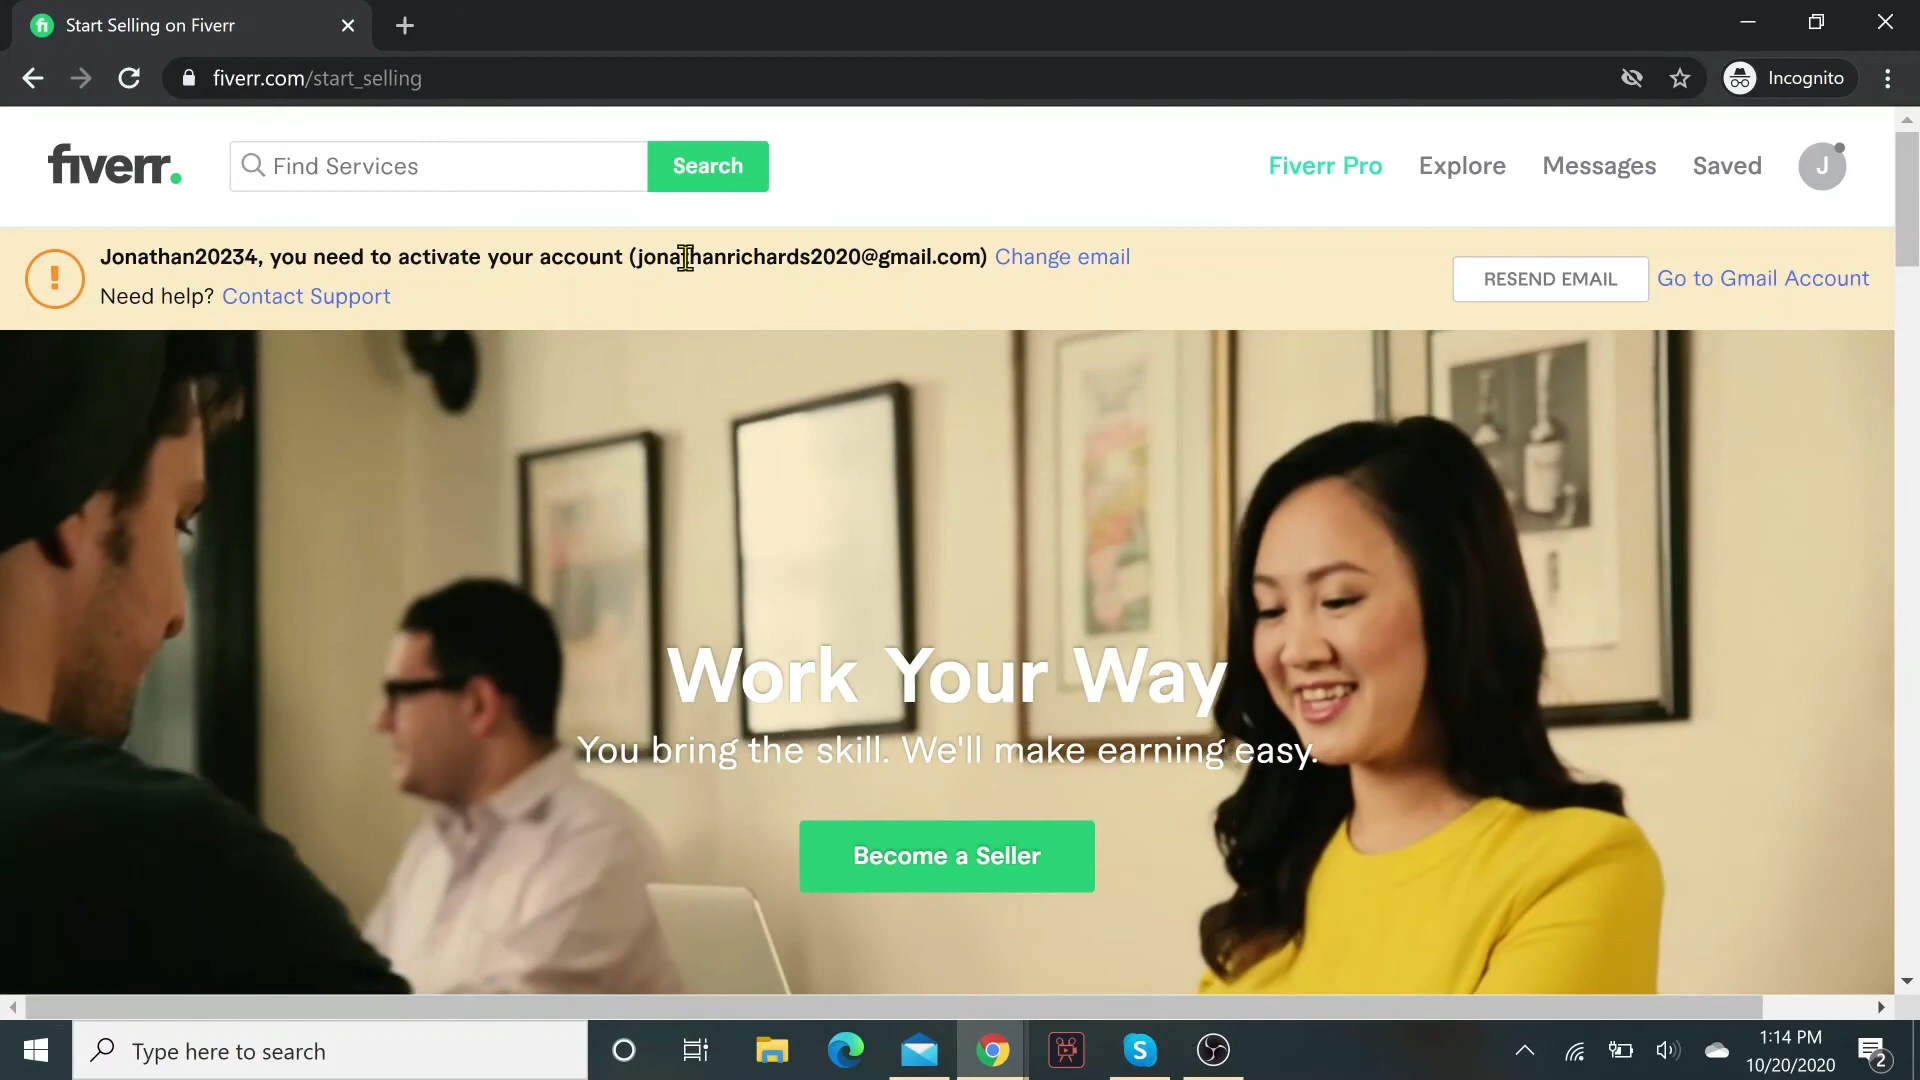 Start Selling on Fiverr
fiverr.com/start_selling
Incognito
fiverr.
Find Services
Search
Fiverr Pro
Explore
Messages
Saved
J
Jonathan20234, you need to activate your account (jonathanrichards2020@gmail.com) Change email
Need help? Contact Support
RESEND EMAIL
Go to Gmail Account
Work Your Way
You bring the skill. We'll make earning easy.
Become a Seller
Type here to search
1:14 PM
10/20/2020
2